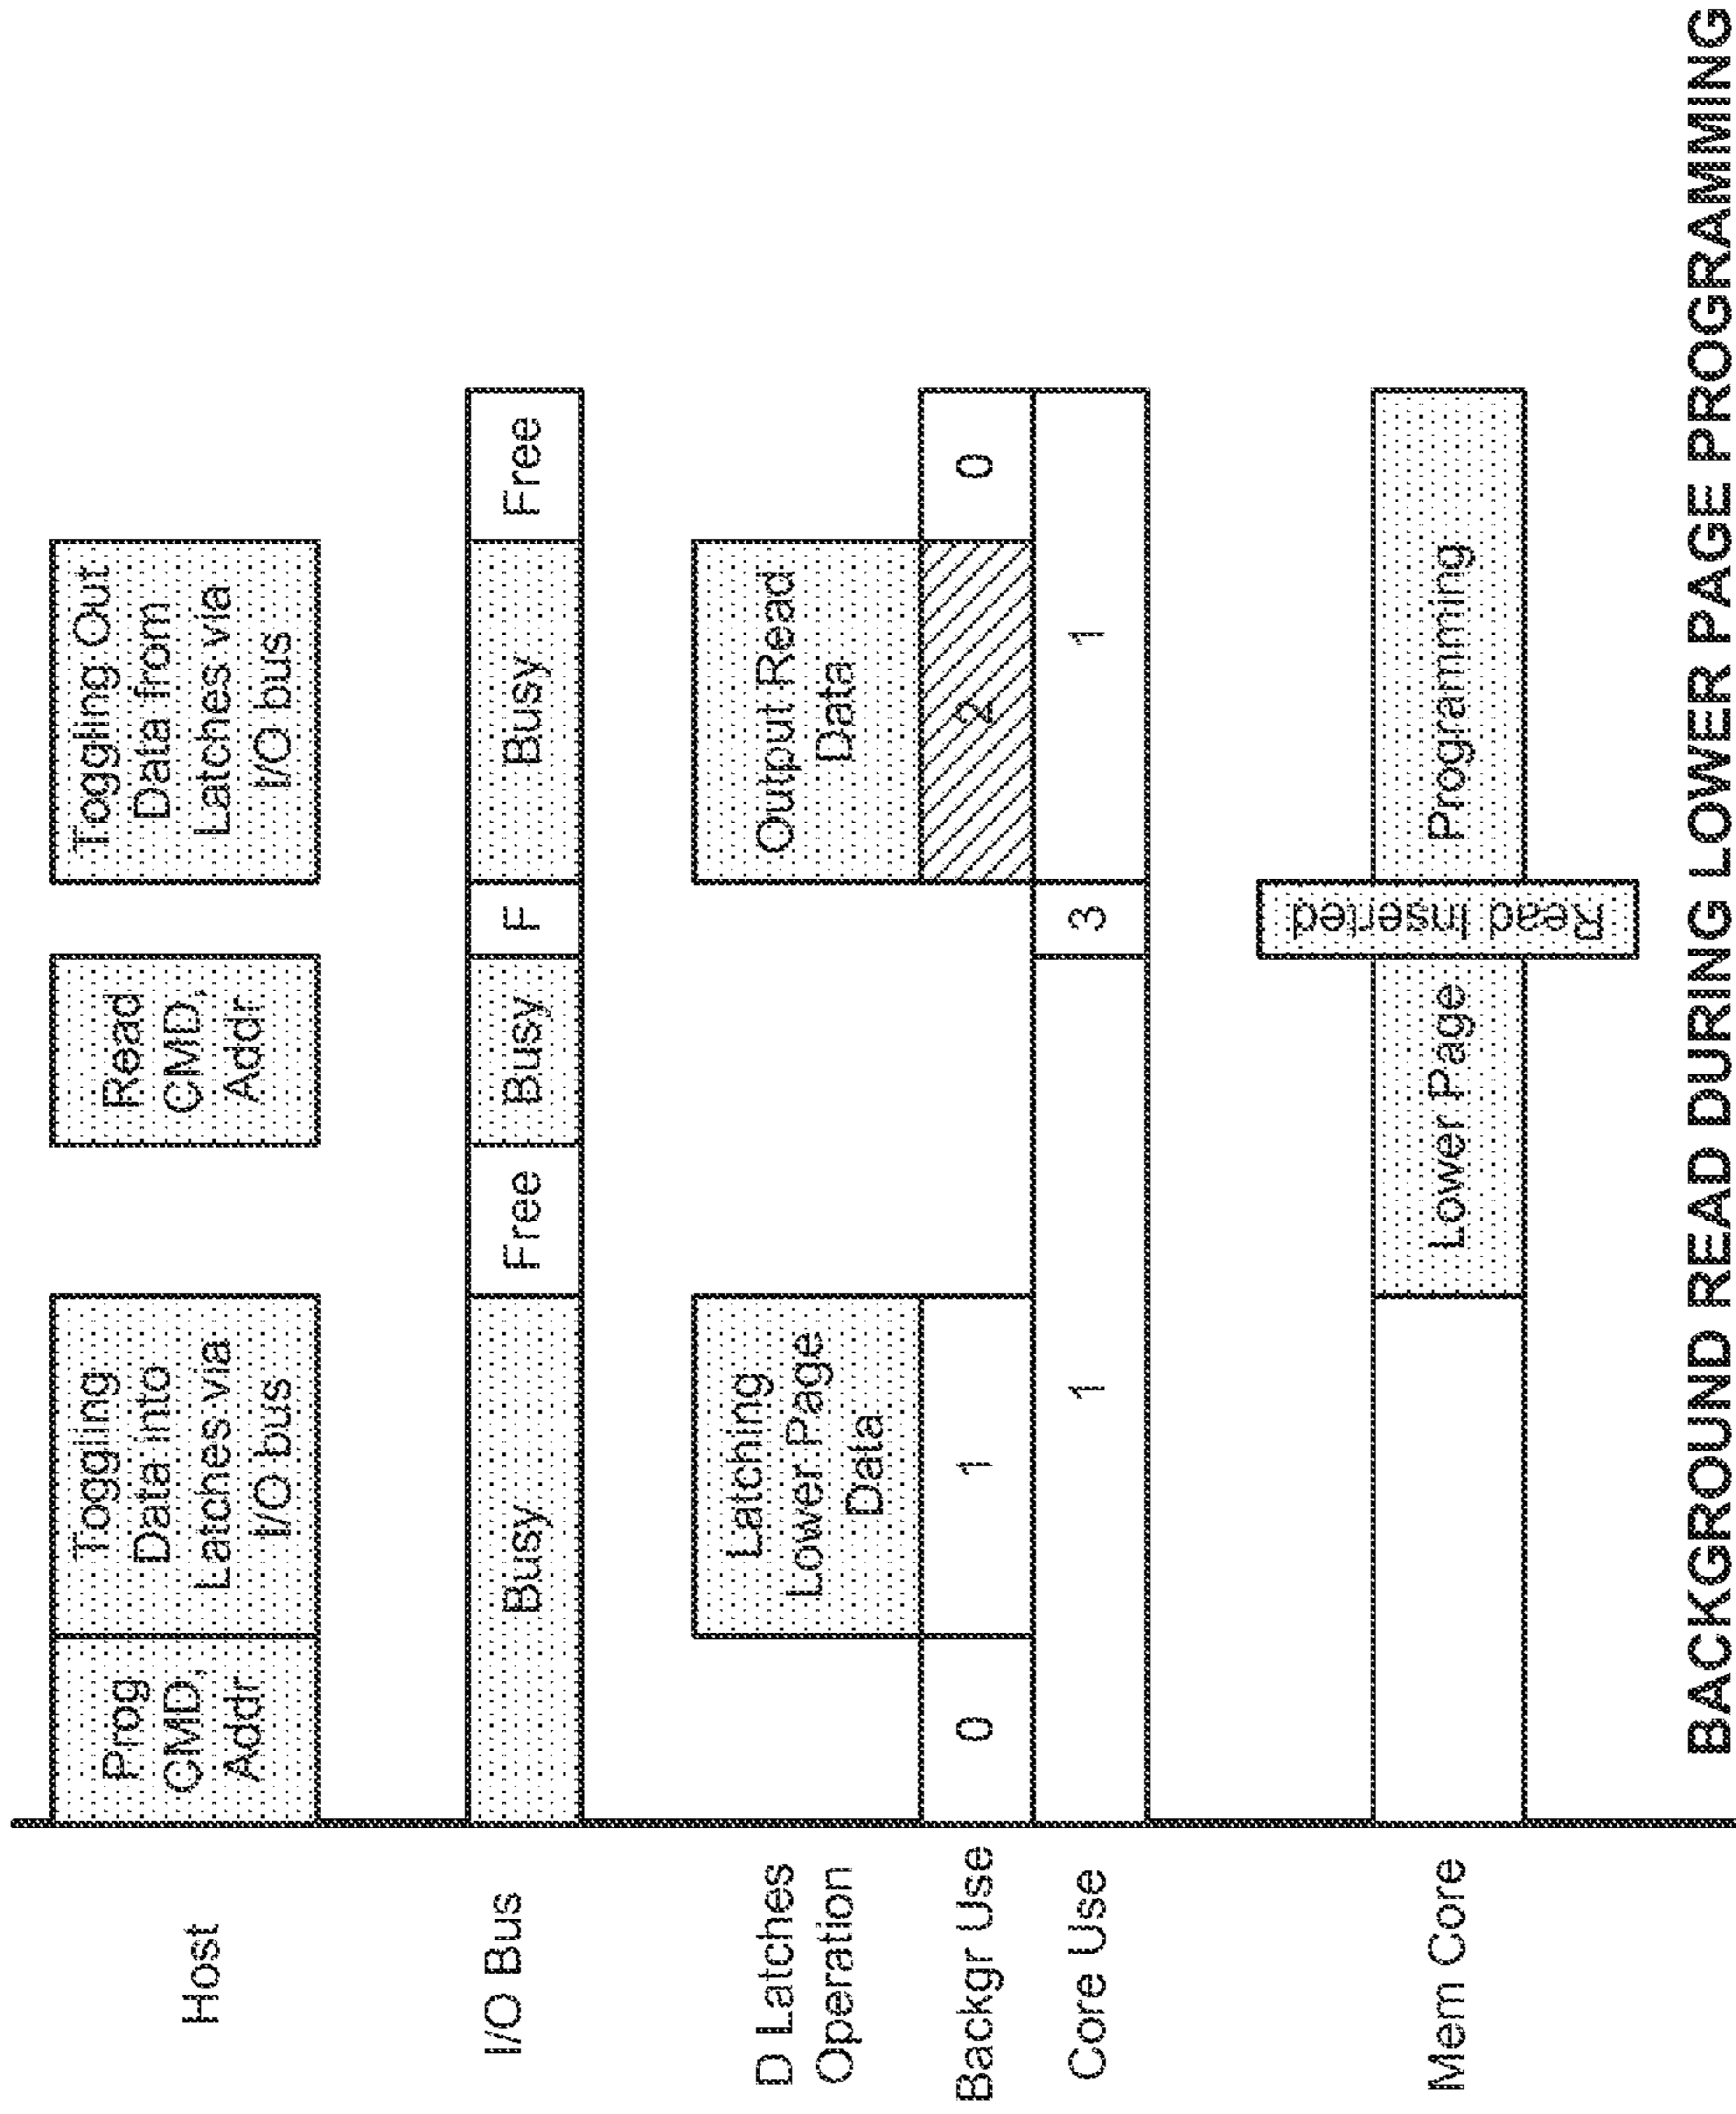 Host
Prog
CMD,
Addr
Toggling
Data into
Latches via
I/O bus
Read
CMD,
Addr
Toggling Out
Data from
Latches via
I/O bus
I/O Bus
Busy
Free
Busy
F
Busy
Free
D Latches
Operation
Latching
Lower Page
Data
Output Read
Data
Backgr Use
0
1
2
0
Core Use
1
3
1
Mem Core
Lower Page
Read Inserted
Programming
BACKGROUND READ DURING LOWER PAGE PROGRAMMING